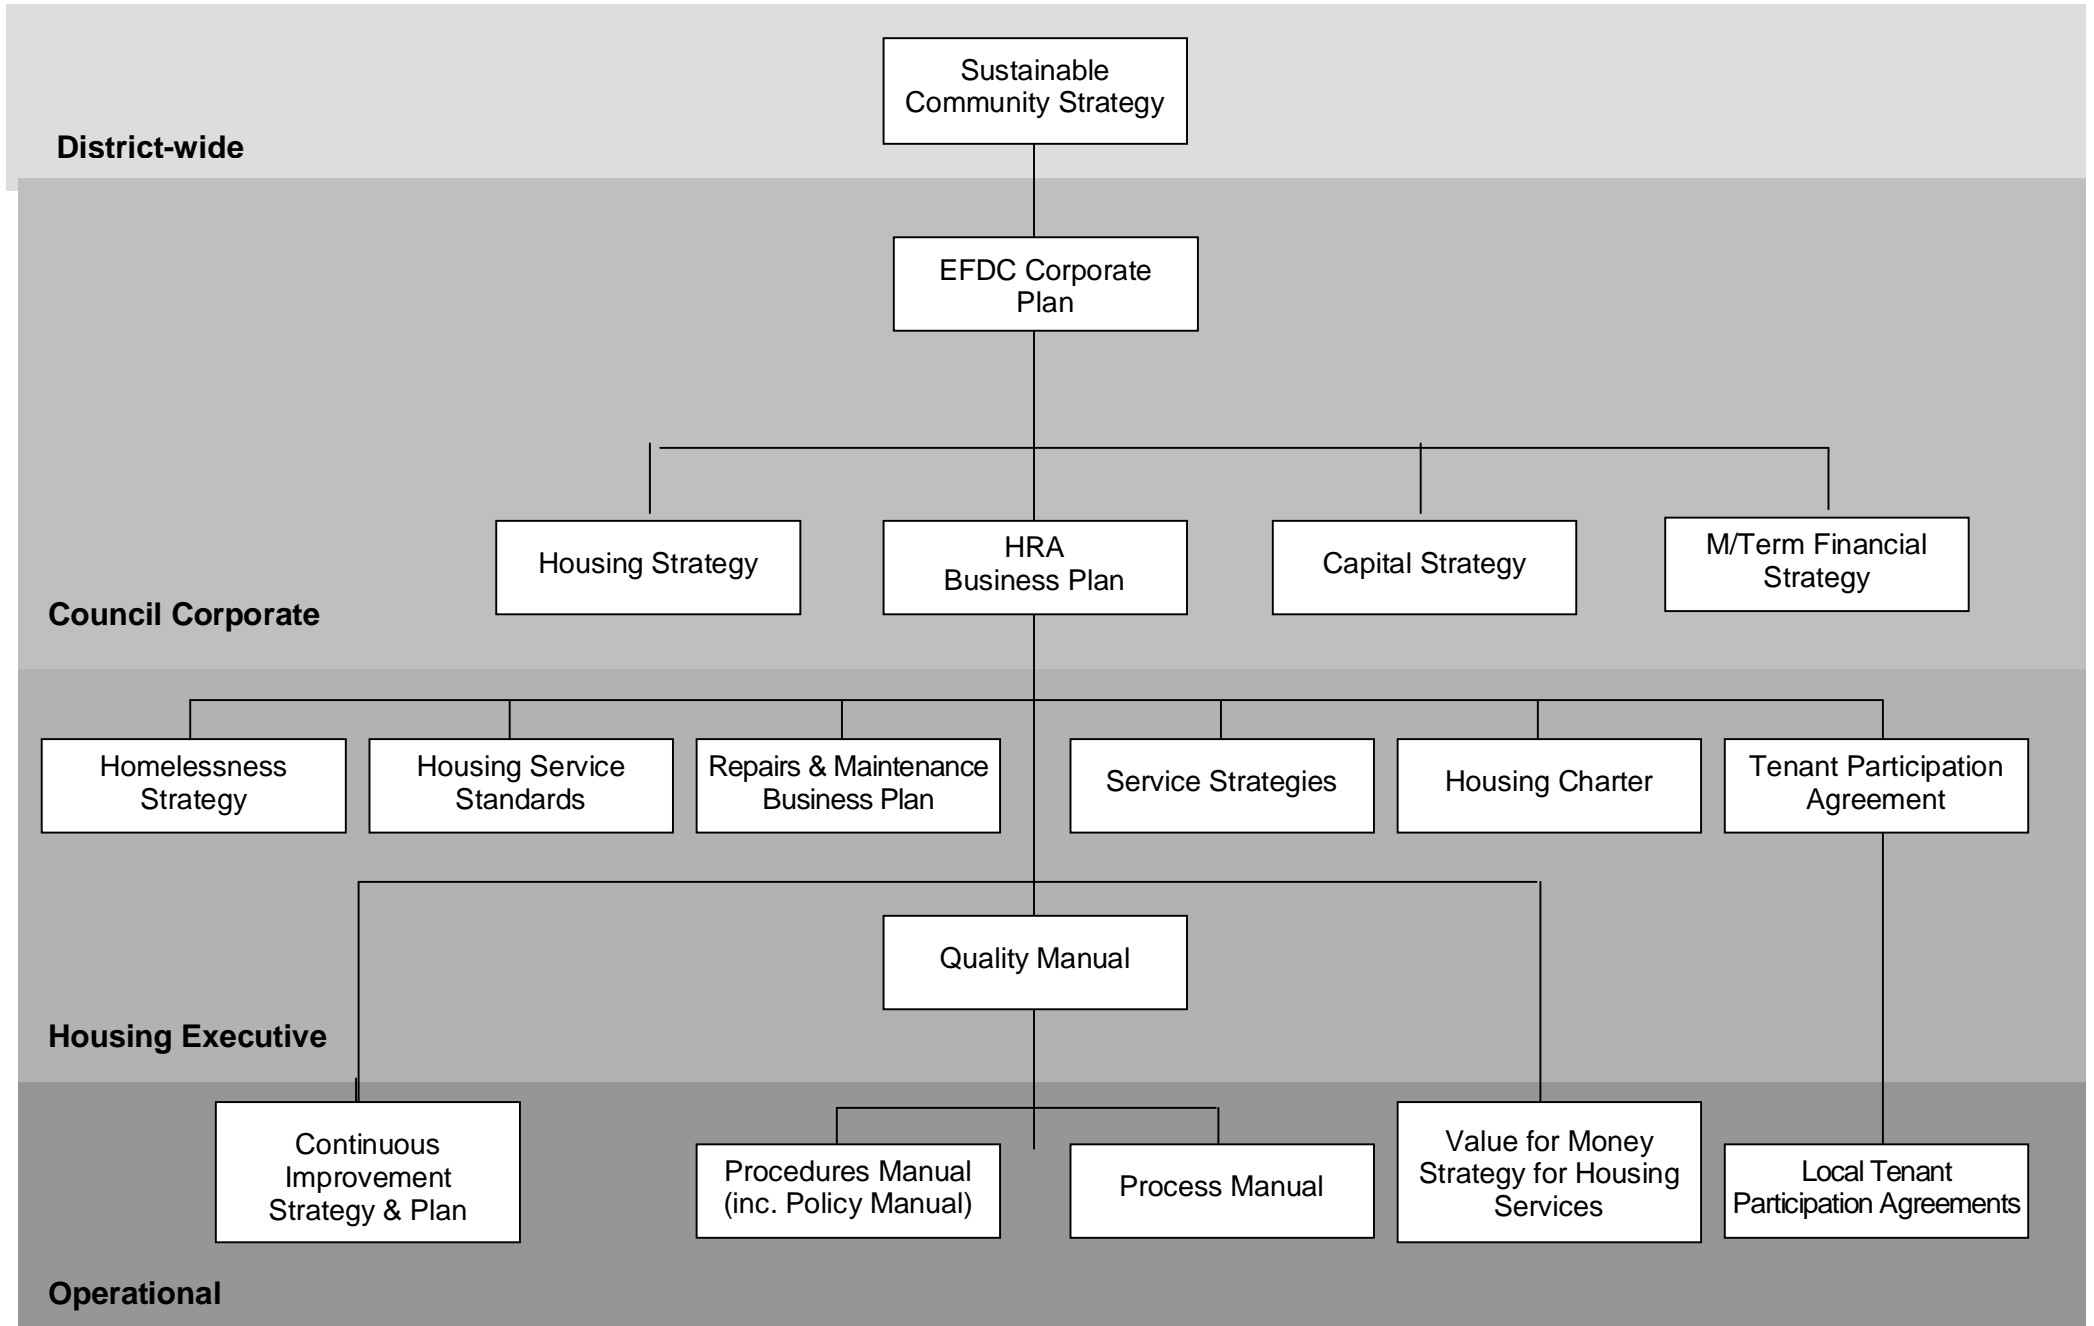 Sustainable
Community Strategy
District-wide
EFDC Corporate
Plan
Housing Strategy
HRA
Business Plan
Capital Strategy
M/Term Financial
Strategy
Council Corporate
Homelessness
Strategy
Housing Service
Standards
Repairs & Maintenance
Business Plan
Service Strategies
Housing Charter
Tenant Participation
Agreement
Quality Manual
Housing Executive
Continuous
Improvement
Strategy & Plan
Procedures Manual
(inc. Policy Manual)
Process Manual
Value for Money
Strategy for Housing
Services
Local Tenant
Participation Agreements
Operational